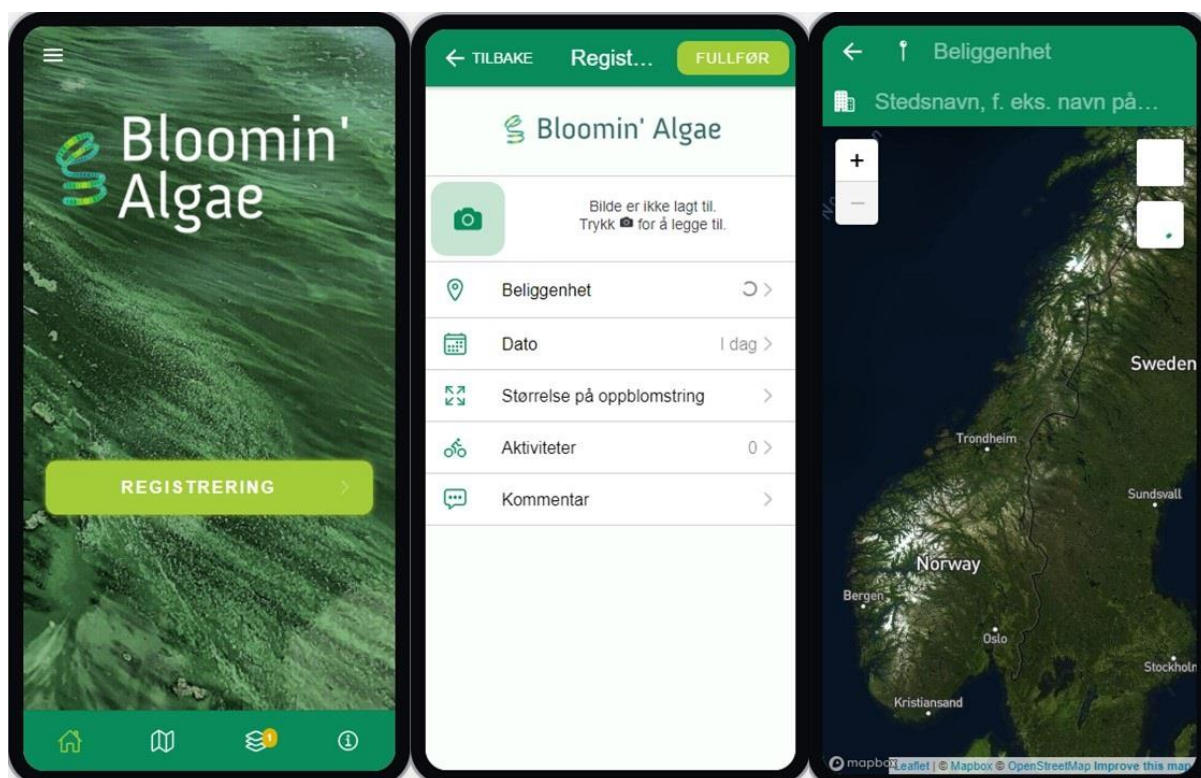 Bloomin'
Algae
REGISTRERING
1
TILBAKE
Regist...
FULLFØR
Bloomin' Algae
Bilde er ikke lagt til.
Trykk for å legge til.
Beliggenhet
Dato
I dag
Størrelse på oppblomstring
Aktiviteter
0
Kommentar
Beliggenhet
Stedsnavn, f. eks. navn på...
+
−
Sweden
Trondheim
Sundsvall
Norway
Bergen
Oslo
Stockholm
Kristiansand
mapbox
Leaflet | © Mapbox © OpenStreetMap Improve this map